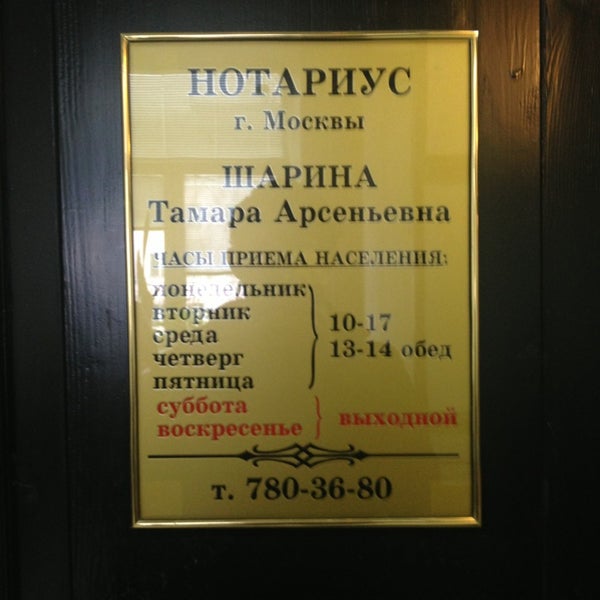 НОТАРИУС
г. Москвы
ШАРИНА
Тамара Арсеньевна
ЧАСЫ ПРИЕМА НАСЕЛЕНИЯ:
понедельник
вторник
среда
четверг
пятница
10-17
13-14 обед
суббота
воскресенье
выходной
т. 780-36-80